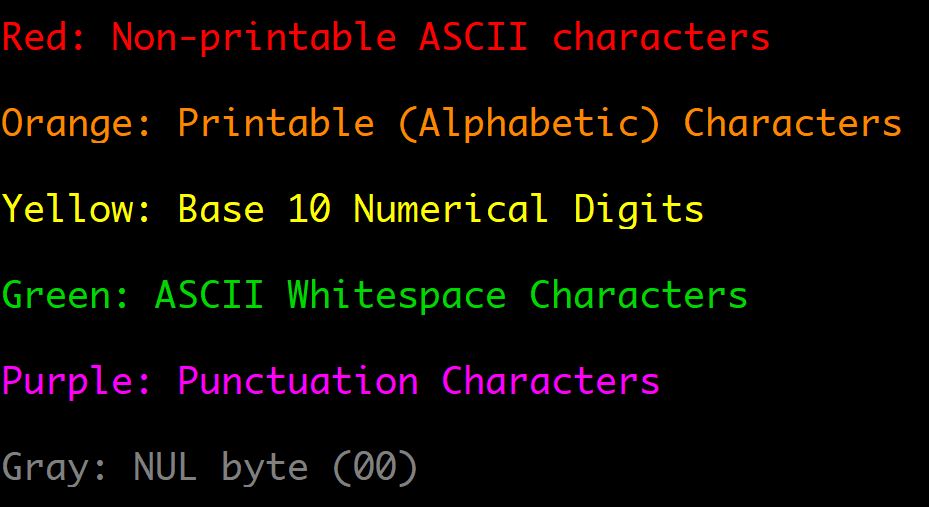 Red: Non-printable ASCII characters
Orange: Printable (Alphabetic) Characters
Yellow: Base 10 Numerical Digits
Green: ASCII Whitespace Characters
Purple: Punctuation Characters
Gray: NUL byte (00)